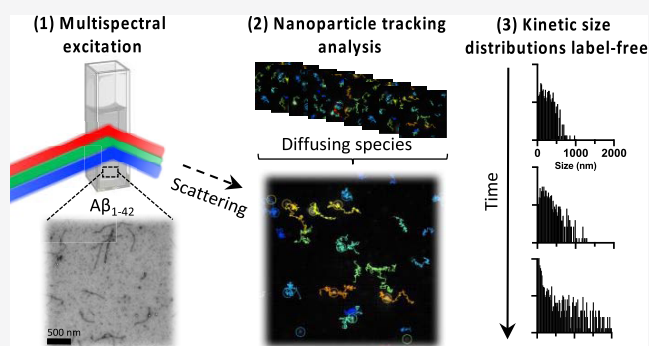 (1) Multispectral
excitation
(2) Nanoparticle tracking
analysis
(3) Kinetic size
distributions label-free
Aβ1-42
500 nm
Scattering
Diffusing species
Time
0
1000
2000
Size (nm)